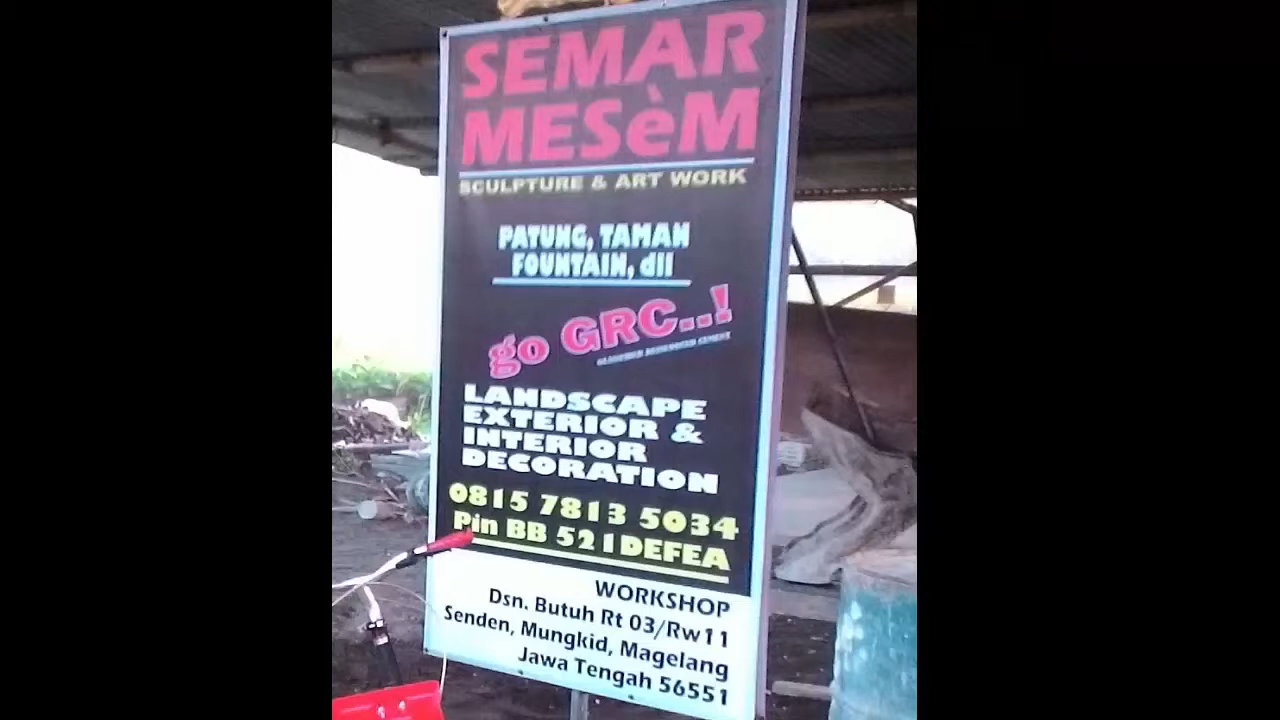 SEMAR
MESèM
SCULPTURE & ART WORK
PATUNG, TAMAN
FOUNTAIN, dll
go GRC..!
LANDSCAPE
EXTERIOR &
INTERIOR
DECORATION
0815 7813 5034
Pin BB 521DEFEA
WORKSHOP
Dsn. Butuh Rt 03/Rw11
Senden, Mungkid, Magelang
Jawa Tengah 56551